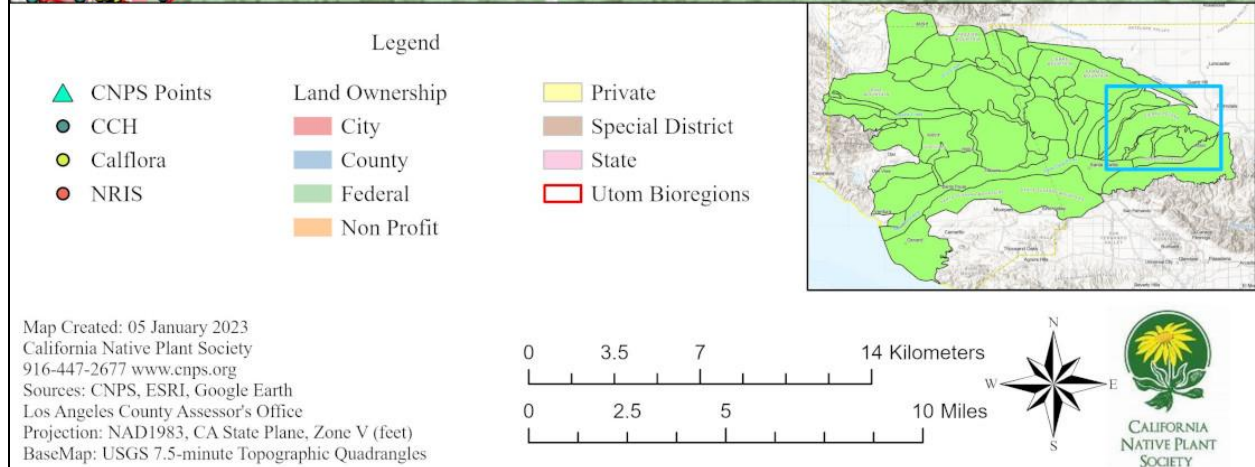 Legend
CNPS Points
CCH
Calflora
NRIS
Land Ownership
City
County
Federal
Non Profit
Private
Special District
State
Utom Bioregions
Lancaster
Oxnard
Camarillo
Map Created: 05 January 2023
California Native Plant Society
916-447-2677 www.cnps.org
Sources: CNPS, ESRI, Google Earth
Los Angeles County Assessor's Office
Projection: NAD1983, CA State Plane, Zone V (feet)
BaseMap: USGS 7.5-minute Topographic Quadrangles
0 3.5 7 14 Kilometers
0 2.5 5 10 Miles
N
W E
S
CALIFORNIA
NATIVE PLANT
SOCIETY